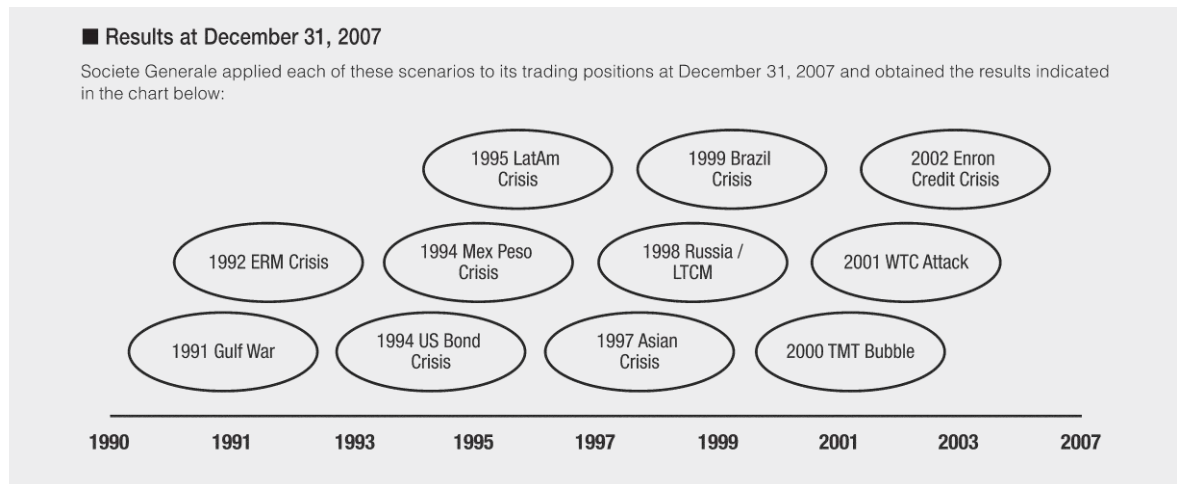 ■ Results at December 31, 2007
Societe Generale applied each of these scenarios to its trading positions at December 31, 2007 and obtained the results indicated
in the chart below:
1995 LatAm
Crisis
1999 Brazil
Crisis
2002 Enron
Credit Crisis
1992 ERM Crisis
1994 Mex Peso
Crisis
1998 Russia /
LTCM
2001 WTC Attack
1991 Gulf War
1994 US Bond
Crisis
1997 Asian
Crisis
2000 TMT Bubble
1990 1991 1993 1995 1997 1999 2001 2003 2007